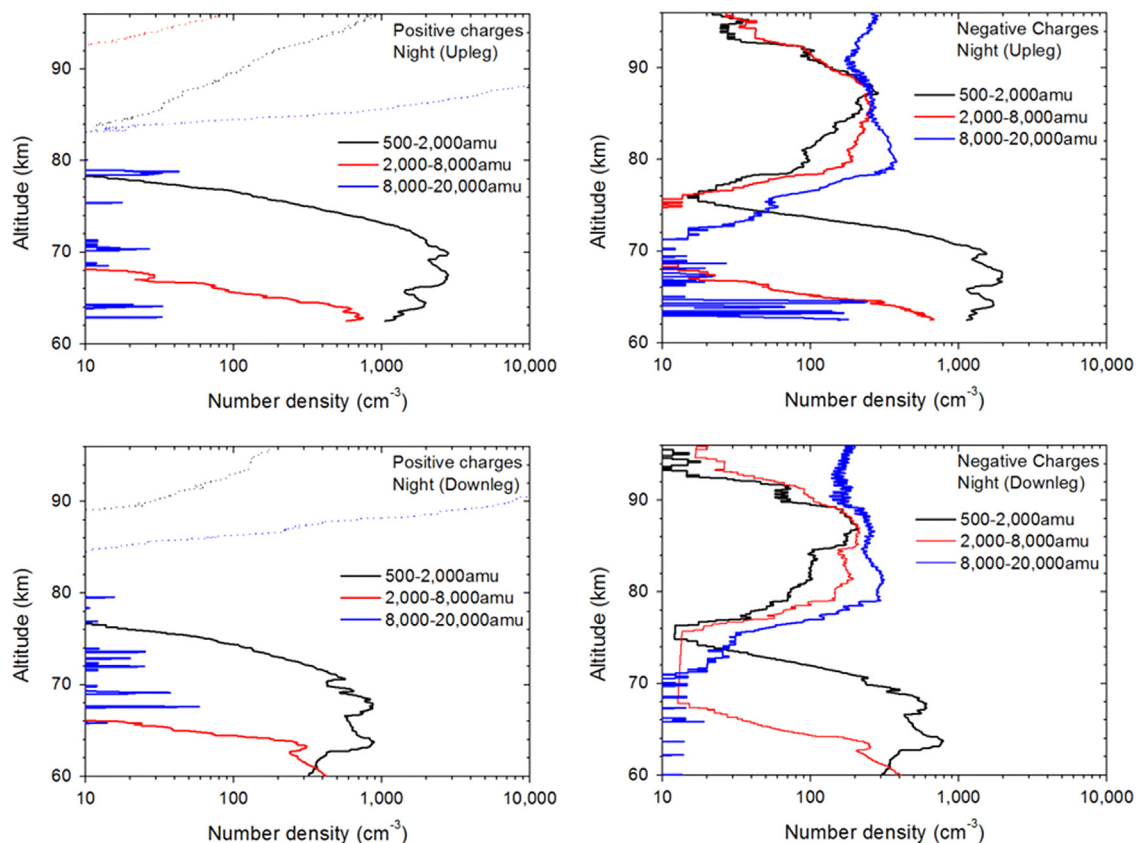 Positive charges
Night (Upleg)
500-2,000amu
2,000-8,000amu
8,000-20,000amu
90
80
70
60
Altitude (km)
10
100
1,000
10,000
Number density (cm⁻³)
Negative Charges
Night (Upleg)
500-2,000amu
2,000-8,000amu
8,000-20,000amu
90
80
70
60
Altitude (km)
10
100
1,000
10,000
Number density (cm⁻³)
Positive charges
Night (Downleg)
500-2,000amu
2,000-8,000amu
8,000-20,000amu
90
80
70
60
Altitude (km)
10
100
1,000
10,000
Number density (cm⁻³)
Negative Charges
Night (Downleg)
500-2,000amu
2,000-8,000amu
8,000-20,000amu
90
80
70
60
Altitude (km)
10
100
1,000
10,000
Number density (cm⁻³)